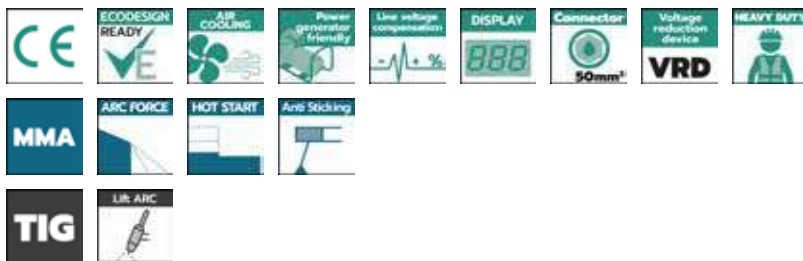 CE
ECODESIGN
READY
E
AIR
COOLING
Power
generator
friendly
Line voltage
compensation
- + %
DISPLAY
888
Connector
50mm²
Voltage
reduction
device
VRD
HEAVY DUTY
MMA
ARC FORCE
HOT START
Anti Sticking
TIG
Lift ARC